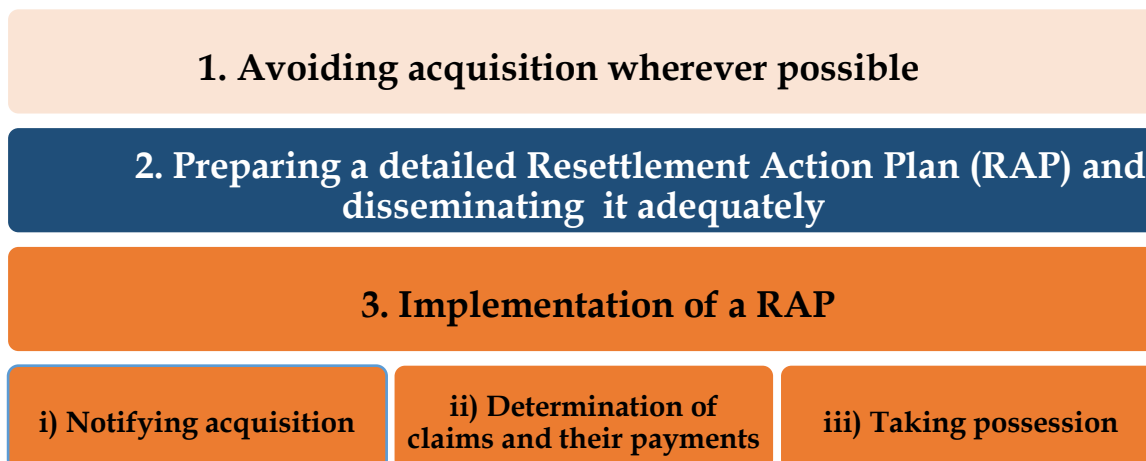 1. Avoiding acquisition wherever possible
2. Preparing a detailed Resettlement Action Plan (RAP) and
disseminating it adequately
3. Implementation of a RAP
i) Notifying acquisition
ii) Determination of
claims and their payments
iii) Taking possession